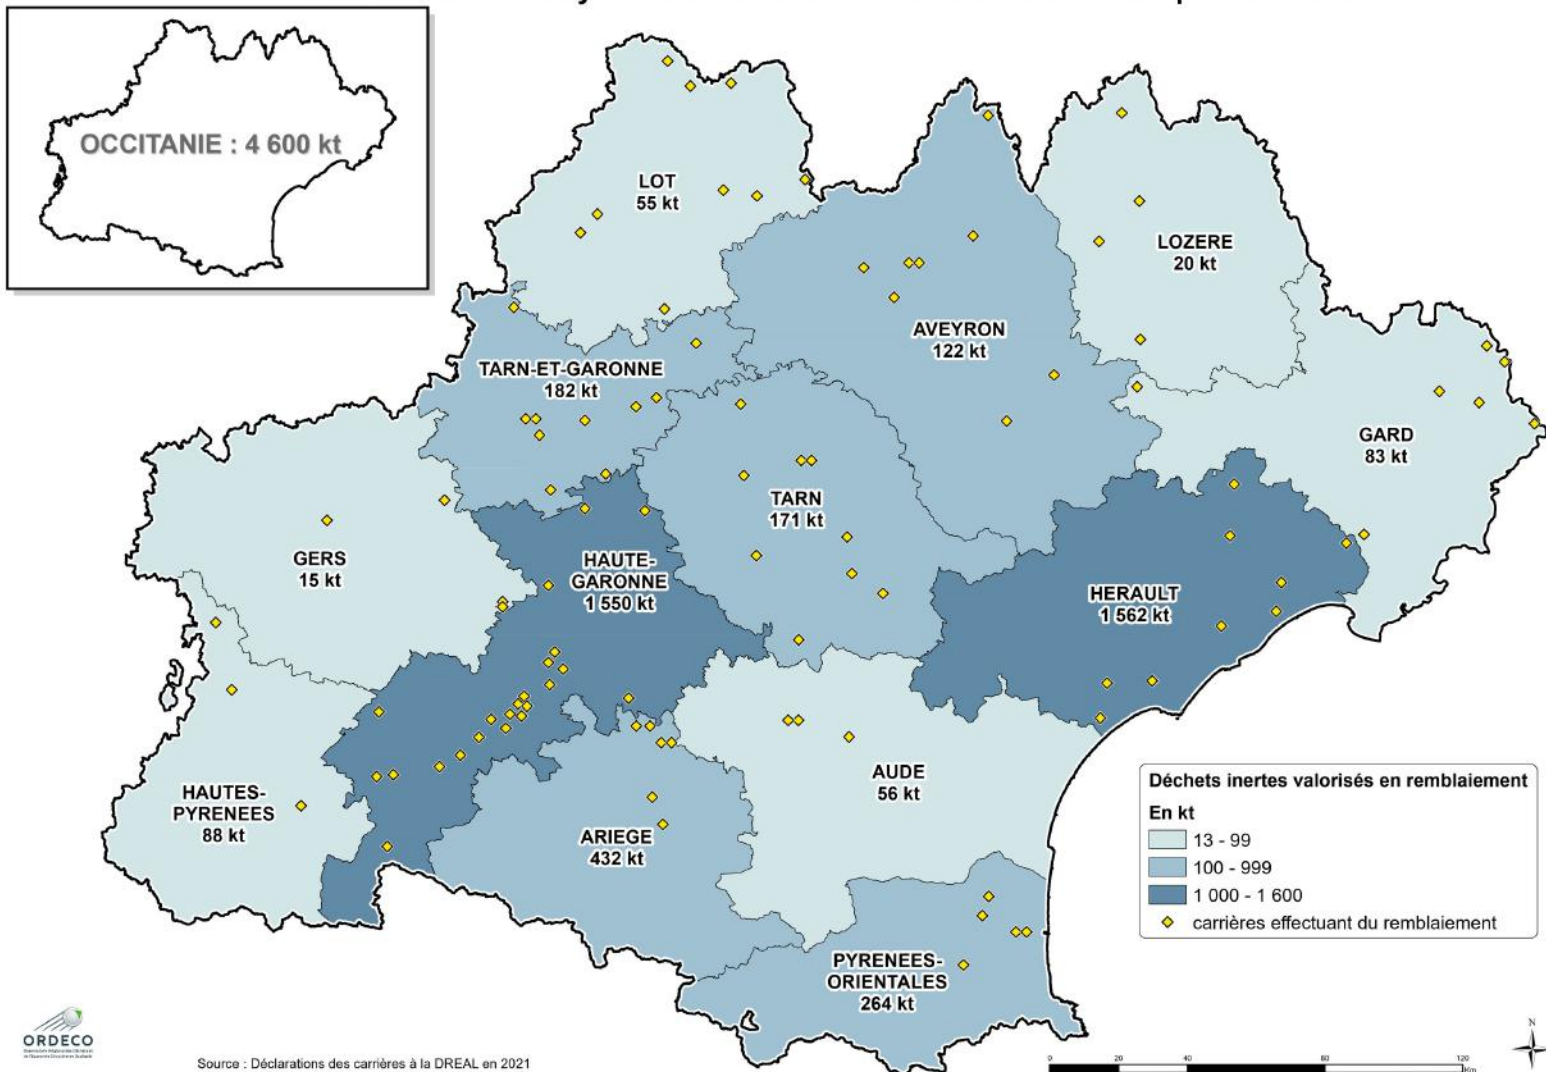 OCCITANIE : 4 600 kt
LOT
55 kt
LOZERE
20 kt
AVEYRON
122 kt
TARN-ET-GARONNE
182 kt
GARD
83 kt
TARN
171 kt
GERS
15 kt
HAUTE-
GARONNE
1 550 kt
HERAULT
1 562 kt
HAUTES-
PYRENEES
88 kt
AUDE
56 kt
ARIEGE
432 kt
PYRENEES-
ORIENTALES
264 kt
Déchets inertes valorisés en remblaiement
En kt
13 - 99
100 - 999
1 000 - 1 600
carrières effectuant du remblaiement
ORDECO
Source : Déclarations des carrières à la DREAL en 2021
N
0 20 40 80 120
Km